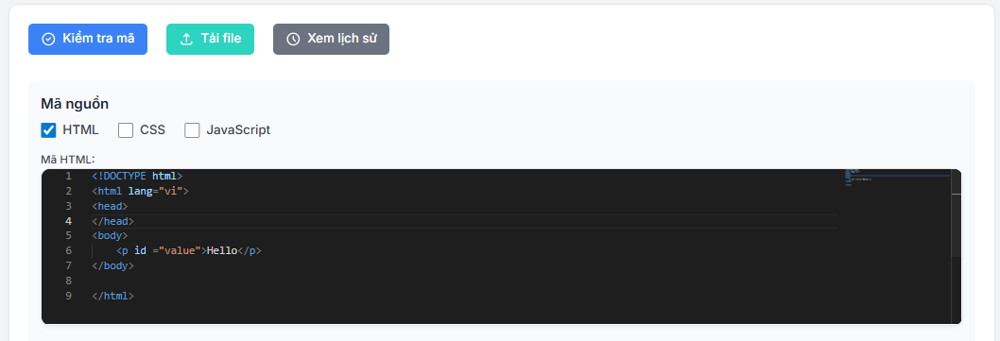 Kiểm tra mã Tải file Xem lịch sử
Mã nguồn
HTML CSS JavaScript
Mã HTML:
1 <!DOCTYPE html>
2 <html lang="vi">
3 <head>
4 </head>
5 <body>
6     <p id ="value">Hello</p>
7 </body>
8
9 </html>